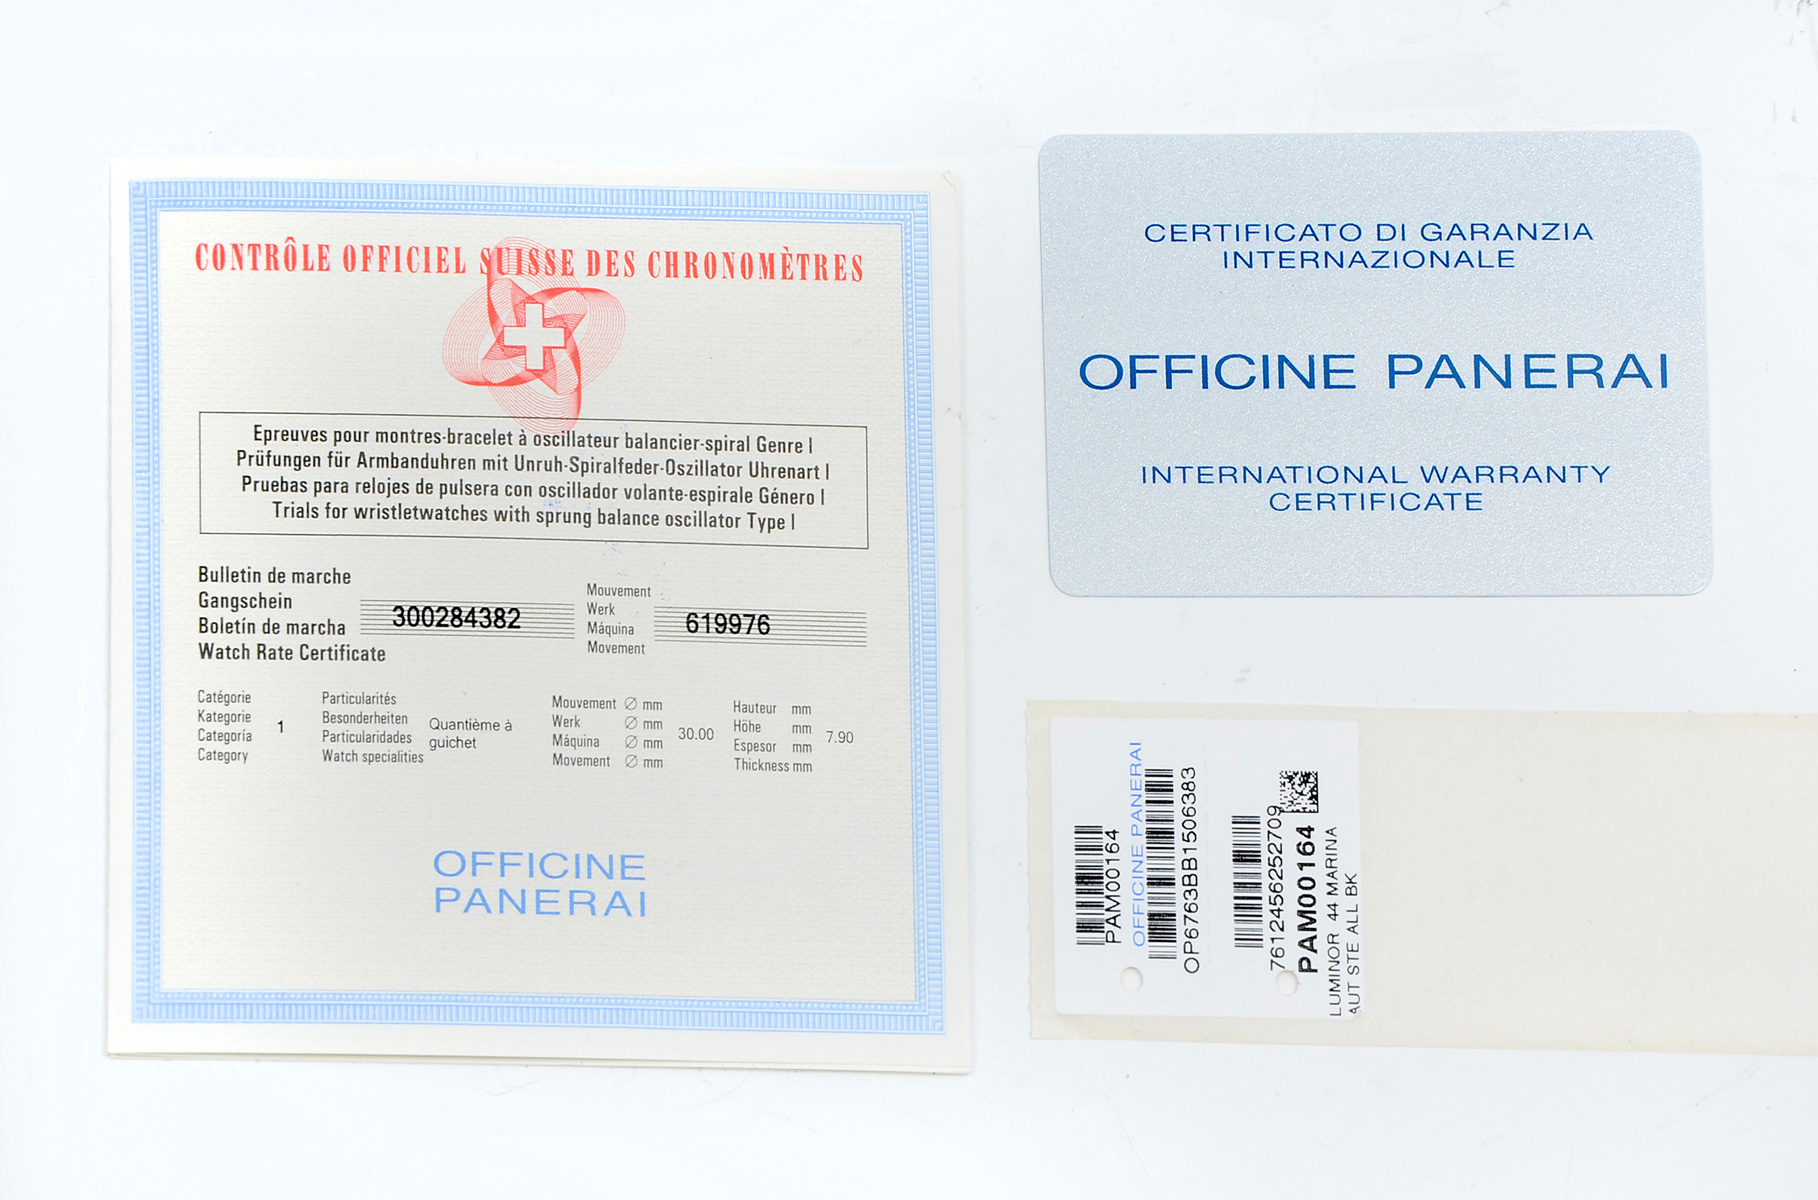 CONTRÔLE OFFICIEL SUISSE DES CHRONOMÈTRES
Epreuves pour montres-bracelet à oscillateur balancier-spiral Genre I
Prüfungen für Armbanduhren mit Unruh-Spiralfeder-Oszillator Uhrenart I
Pruebas para relojes de pulsera con oscillador volante-espirale Género I
Trials for wristletwatches with sprung balance oscillator Type I
Bulletin de marche
Gangschein
Boletín de marcha
Watch Rate Certificate
300284382
Mouvement
Werk
Máquina
Movement
619976
Catégorie
Kategorie
Categoría
Category
1
Particularités
Besonderheiten
Particularidades
Watch specialities
Quantième à
guichet
Mouvement ∅ mm
Werk ∅ mm
Máquina ∅ mm
Movement ∅ mm
30.00
Hauteur mm
Höhe mm
Espesor mm
Thickness mm
7.90
OFFICINE
PANERAI
CERTIFICATO DI GARANZIA
INTERNAZIONALE
OFFICINE PANERAI
INTERNATIONAL WARRANTY
CERTIFICATE
PAM00164
OFFICINE PANERAI
OP6763BB1506383
7612456252709
PAM00164
LUMINOR 44 MARINA
AUT STE ALL BK